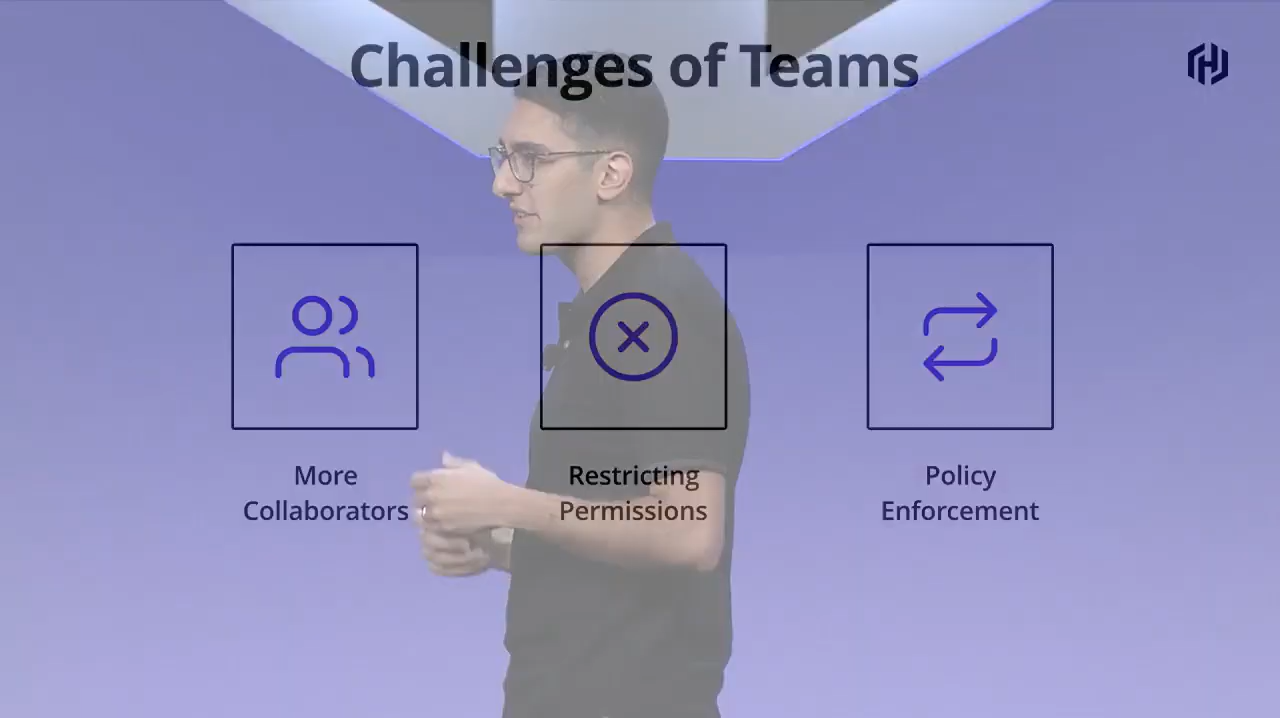 Challenges of Teams
More
Collaborators
Restricting
Permissions
Policy
Enforcement